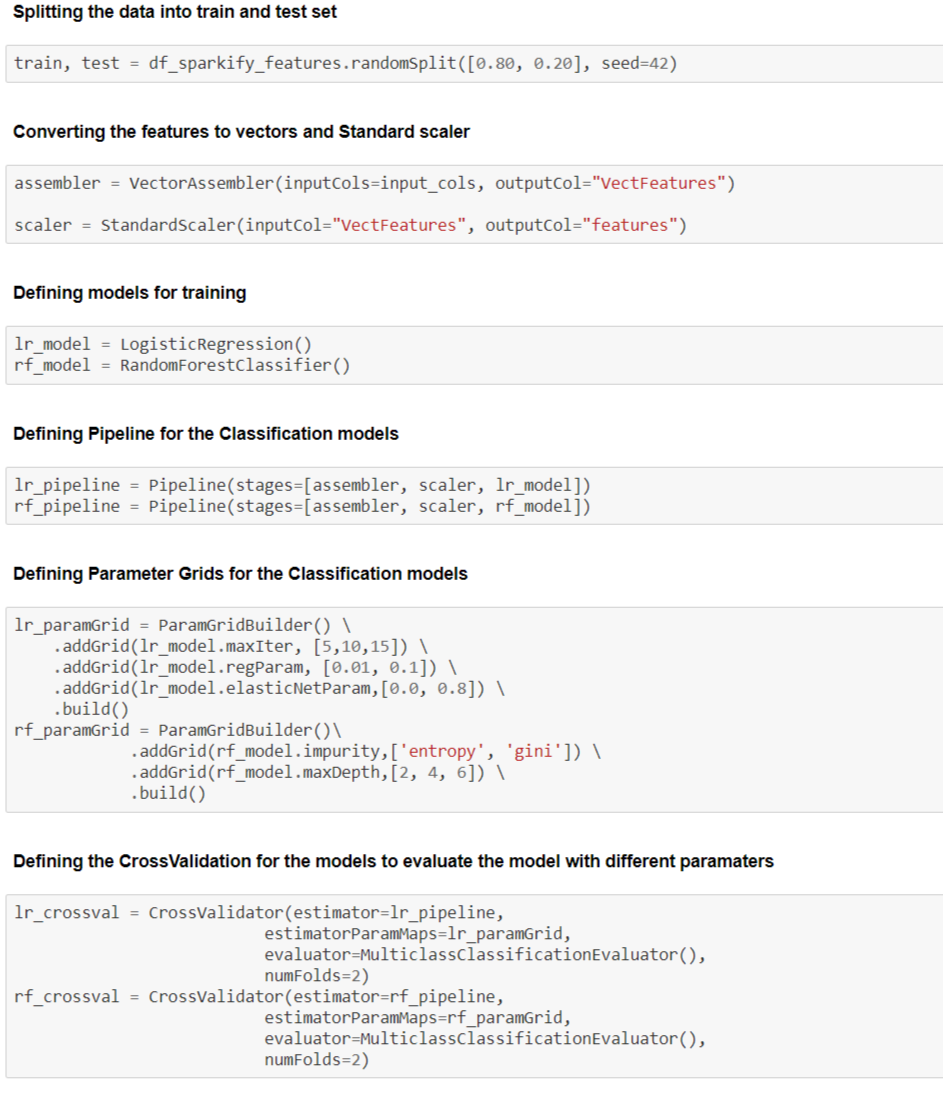 Splitting the data into train and test set
train, test = df_sparkify_features.randomSplit([0.80, 0.20], seed=42)
Converting the features to vectors and Standard scaler
assembler = VectorAssembler(inputCols=input_cols, outputCol="VectFeatures")
scaler = StandardScaler(inputCol="VectFeatures", outputCol="features")
Defining models for training
lr_model = LogisticRegression()
rf_model = RandomForestClassifier()
Defining Pipeline for the Classification models
lr_pipeline = Pipeline(stages=[assembler, scaler, lr_model])
rf_pipeline = Pipeline(stages=[assembler, scaler, rf_model])
Defining Parameter Grids for the Classification models
lr_paramGrid = ParamGridBuilder() \
    .addGrid(lr_model.maxIter, [5,10,15]) \
    .addGrid(lr_model.regParam, [0.01, 0.1]) \
    .addGrid(lr_model.elasticNetParam,[0.0, 0.8]) \
    .build()
rf_paramGrid = ParamGridBuilder()\
            .addGrid(rf_model.impurity,['entropy', 'gini']) \
            .addGrid(rf_model.maxDepth,[2, 4, 6]) \
            .build()
Defining the CrossValidation for the models to evaluate the model with different paramaters
lr_crossval = CrossValidator(estimator=lr_pipeline,
                          estimatorParamMaps=lr_paramGrid,
                          evaluator=MulticlassClassificationEvaluator(),
                          numFolds=2)
rf_crossval = CrossValidator(estimator=rf_pipeline,
                          estimatorParamMaps=rf_paramGrid,
                          evaluator=MulticlassClassificationEvaluator(),
                          numFolds=2)